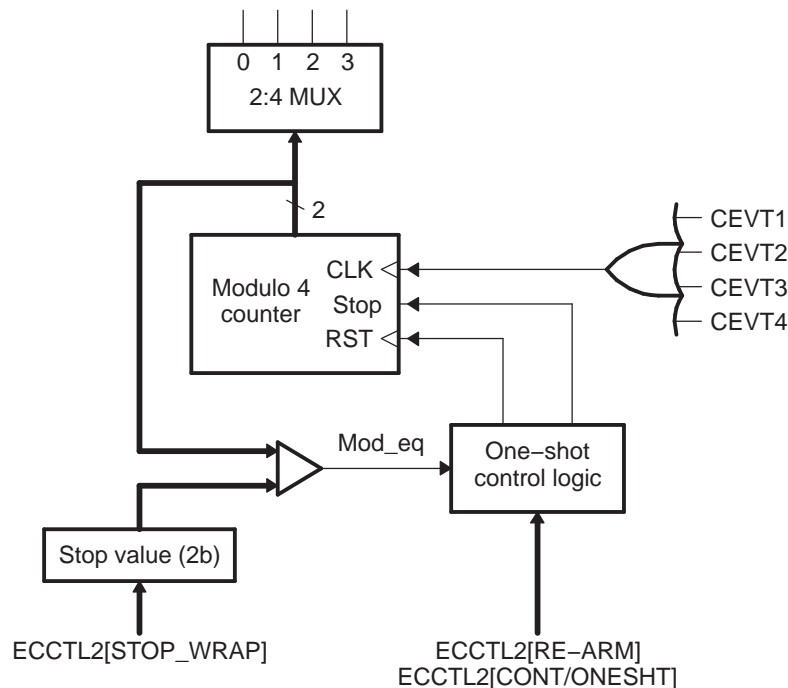 0 1 2 3
2:4 MUX
2
CEVT1
CLK
CEVT2
Modulo 4
counter
Stop
CEVT3
RST
CEVT4
Mod_eq
One−shot
control logic
Stop value (2b)
ECCTL2[STOP_WRAP]
ECCTL2[RE−ARM]
ECCTL2[CONT/ONESHT]